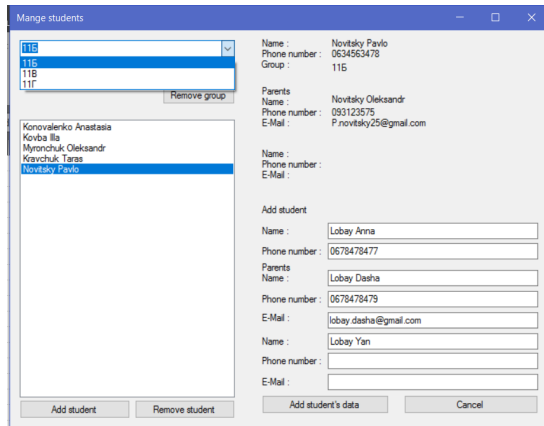 Mange students
11Б
11Б
11В
11Г
Remove group
Konovalenko Anastasia
Kovba Illa
Myronchuk Oleksandr
Kravchuk Taras
Novitsky Pavlo
Add student
Remove student
Name : Novitsky Pavlo
Phone number : 0634563478
Group : 11Б
Parents
Name : Novitsky Oleksandr
Phone number : 093123575
E-Mail : P.novitsky25@gmail.com
Name :
Phone number :
E-Mail :
Add student
Name : Lobay Anna
Phone number : 0678478477
Parents
Name : Lobay Dasha
Phone number : 0678478479
E-Mail : lobay.dasha@gmail.com
Name : Lobay Yan
Phone number :
E-Mail :
Add student's data
Cancel